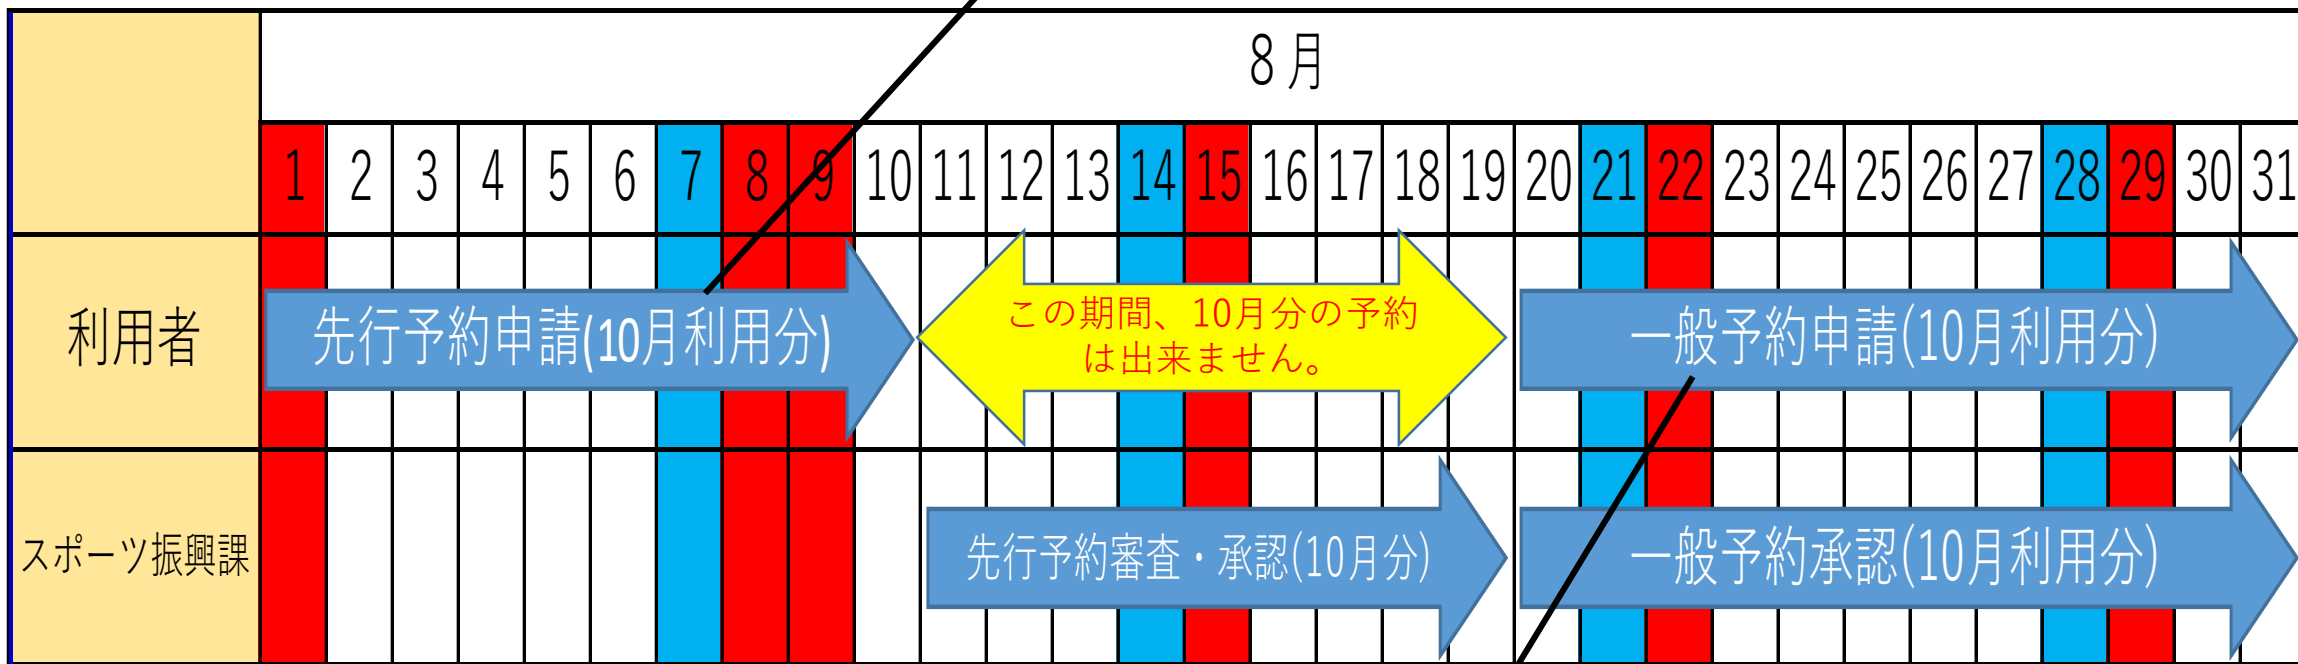 8月
1 2 3 4 5 6 7 8 9 10 11 12 13 14 15 16 17 18 19 20 21 22 23 24 25 26 27 28 29 30 31
利用者
先行予約申請(10月利用分)
この期間、10月分の予約
は出来ません。
一般予約申請(10月利用分)
スポーツ振興課
先行予約審査・承認(10月分)
一般予約承認(10月利用分)